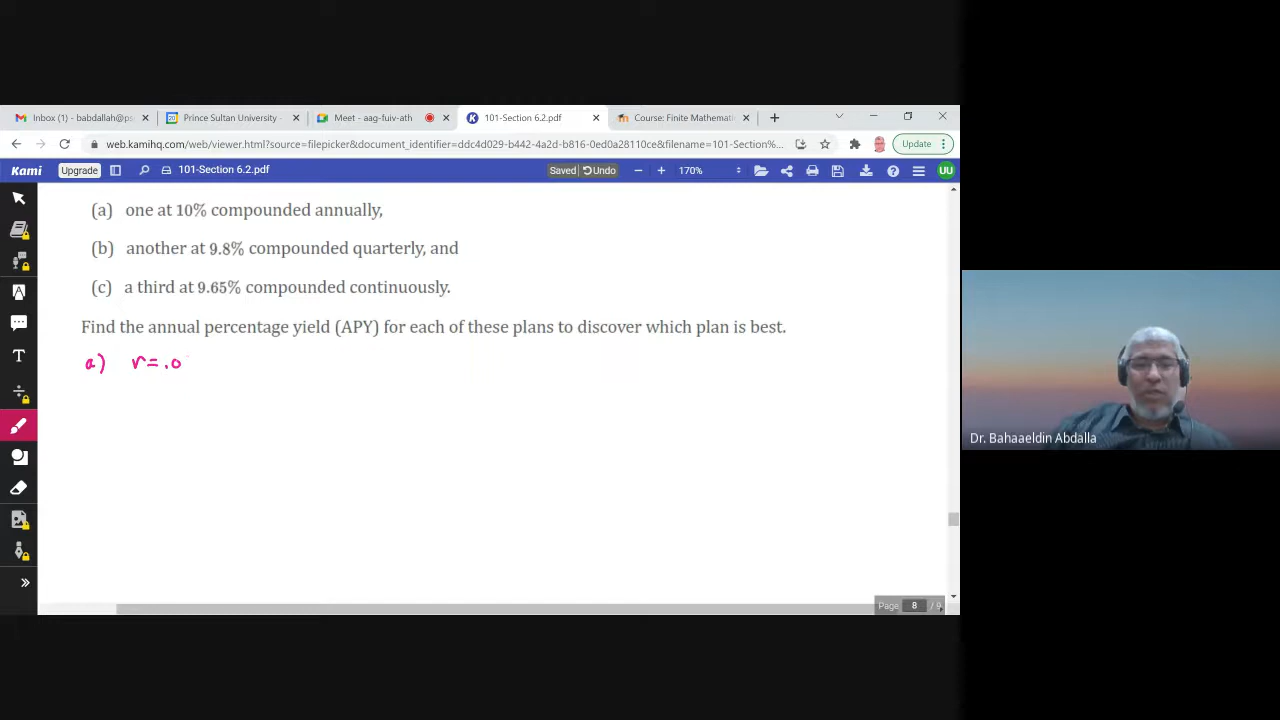 Inbox (1) - babdallah@ps
Prince Sultan University -
Meet - aag-fuiv-ath
101-Section 6.2.pdf
Course: Finite Mathemati
web.kamihq.com/web/viewer.html?source=filepicker&document_identifier=ddc4d029-b442-4a2d-b816-0ed0a28110ce&filename=101-Section%...
Update
Kami
Upgrade
101-Section 6.2.pdf
Saved
Undo
170%
UU
(a) one at 10% compounded annually,
(b) another at 9.8% compounded quarterly, and
(c) a third at 9.65% compounded continuously.
Find the annual percentage yield (APY) for each of these plans to discover which plan is best.
a) r = .0
Dr. Bahaaeldin Abdalla
Page 8 / 9